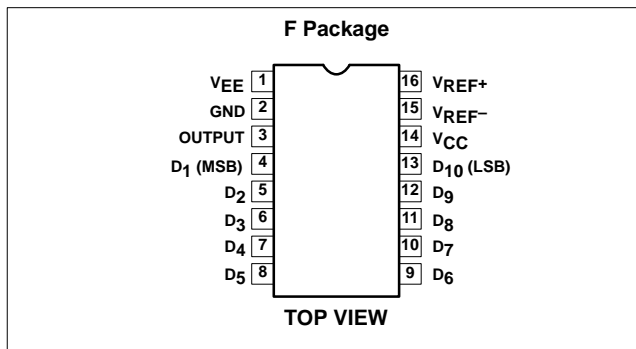 F Package
VEE 1 16 VREF+
GND 2 15 VREF–
OUTPUT 3 14 VCC
D1 (MSB) 4 13 D10 (LSB)
D2 5 12 D9
D3 6 11 D8
D4 7 10 D7
D5 8 9 D6
TOP VIEW